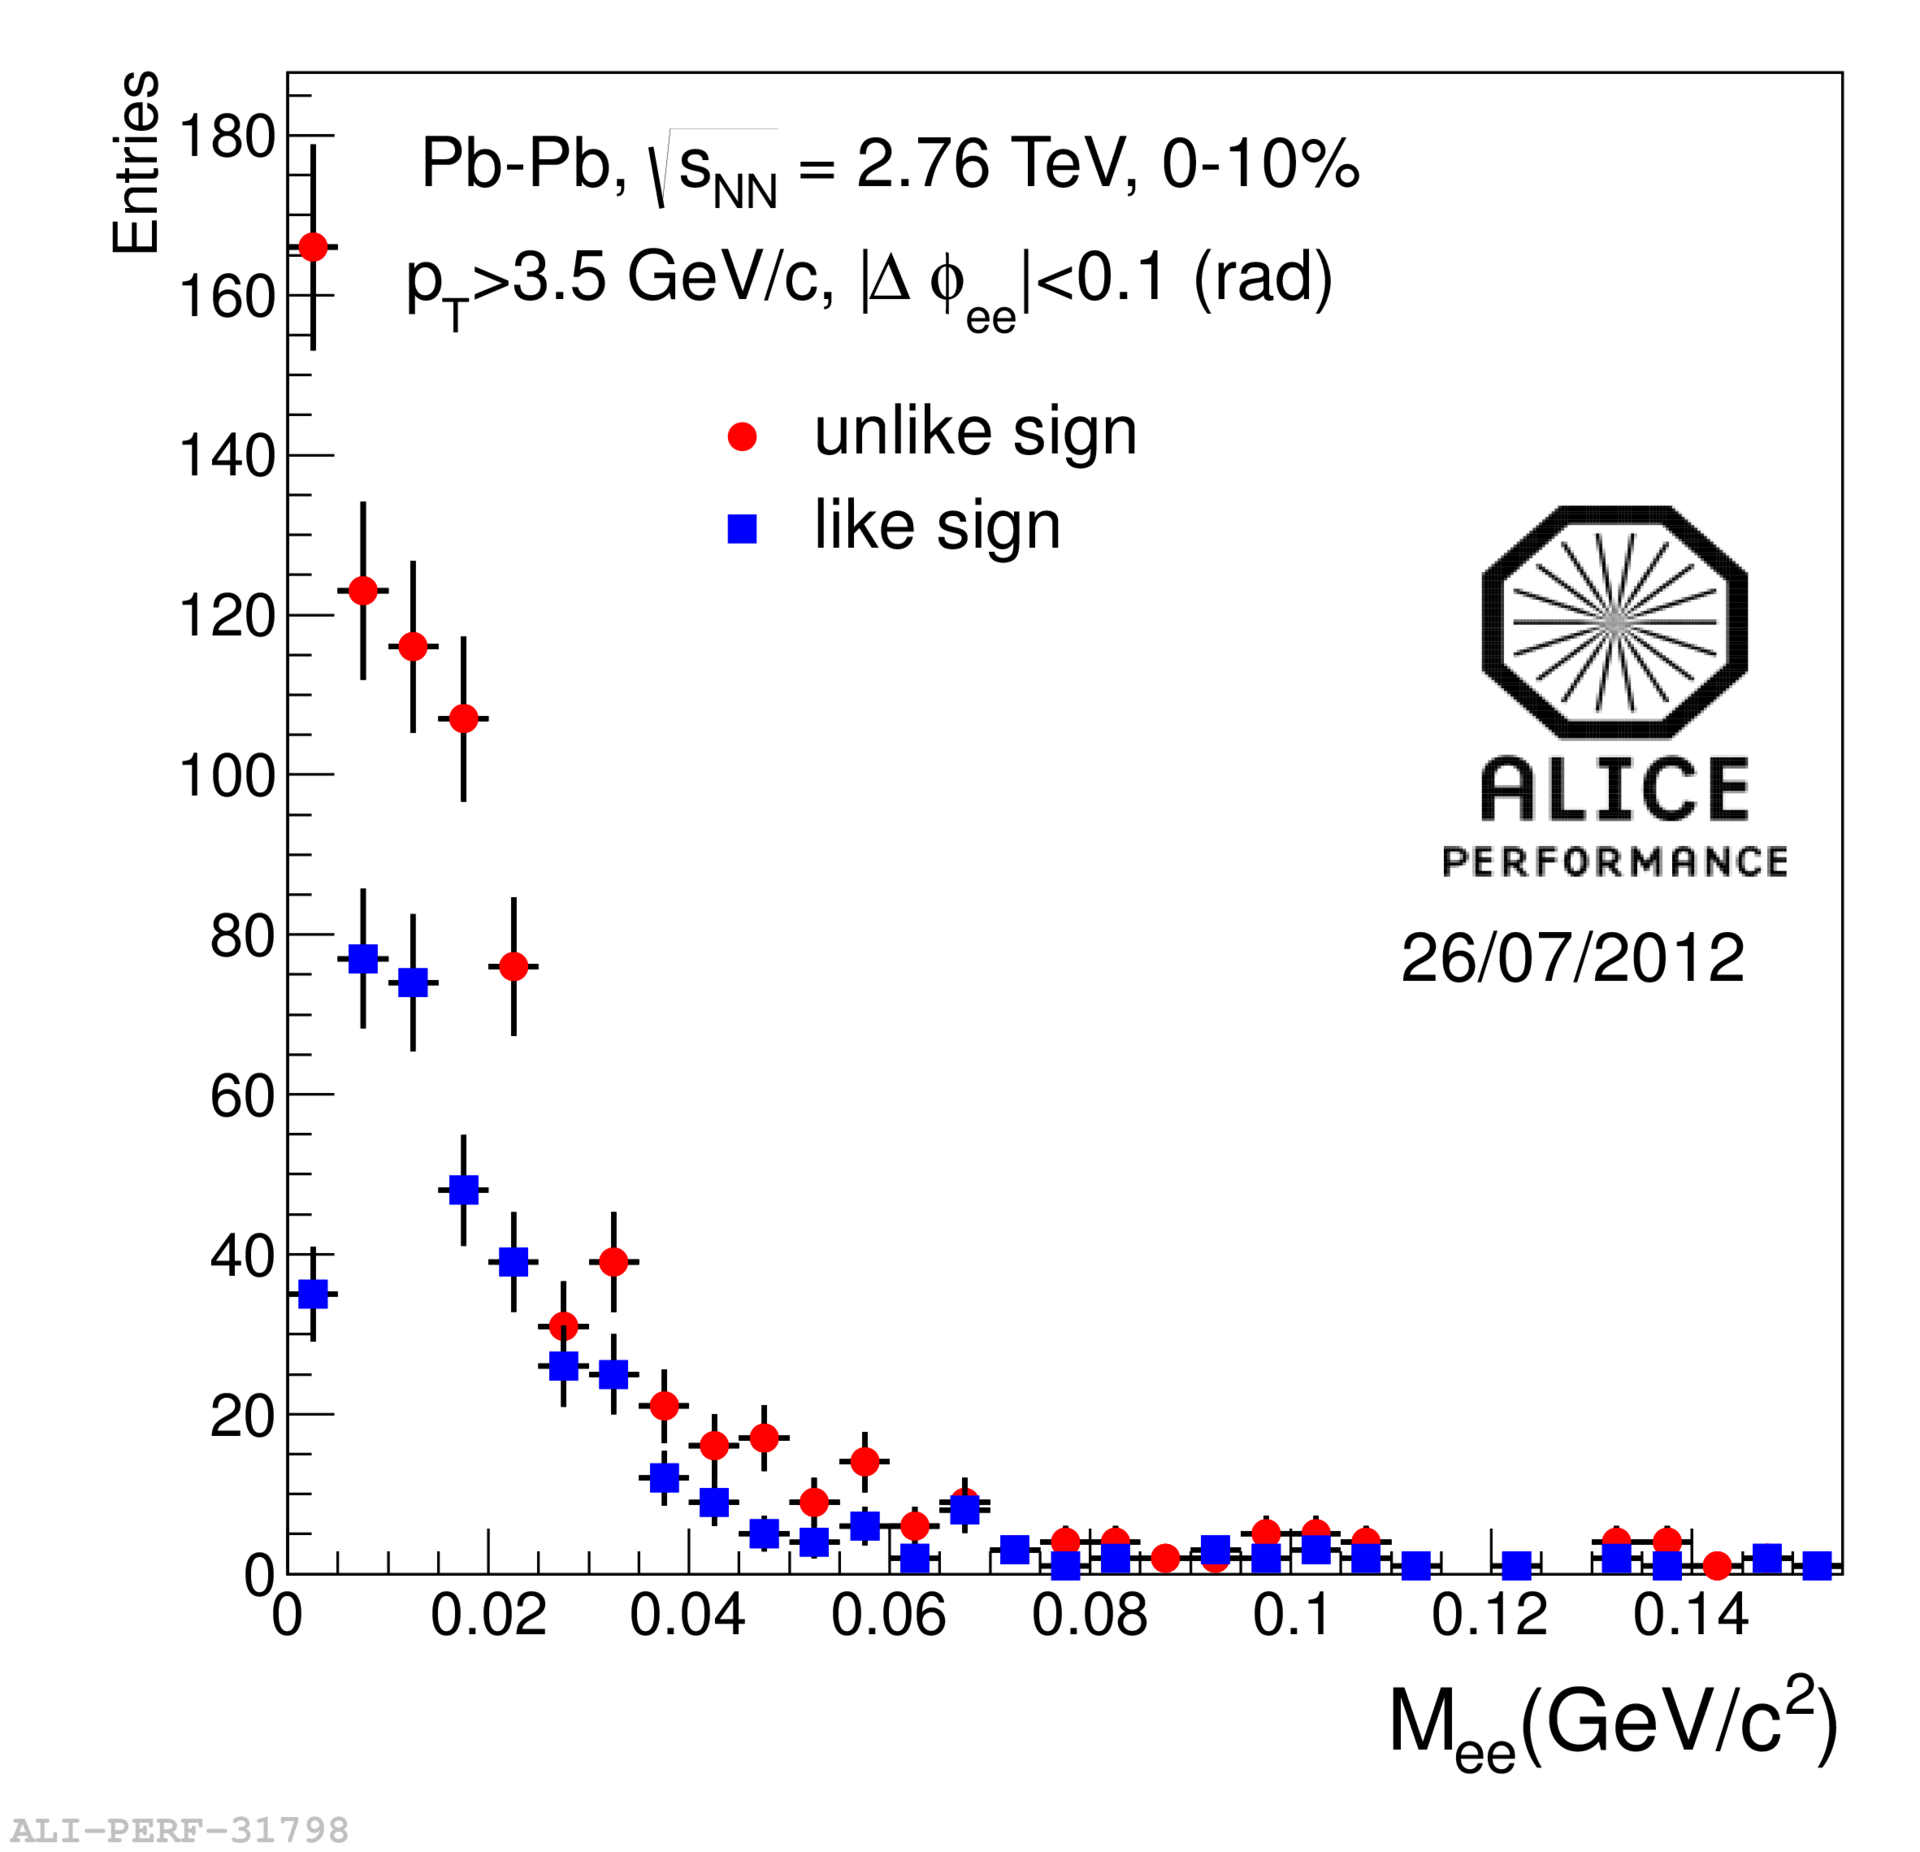 Entries
Pb-Pb, √sNN = 2.76 TeV, 0-10%
pT>3.5 GeV/c, |Δ ϕee|<0.1 (rad)
unlike sign
like sign
ALICE
PERFORMANCE
26/07/2012
180
160
140
120
100
80
60
40
20
0
0 0.02 0.04 0.06 0.08 0.1 0.12 0.14
Mee(GeV/c2)
ALI-PERF-31798